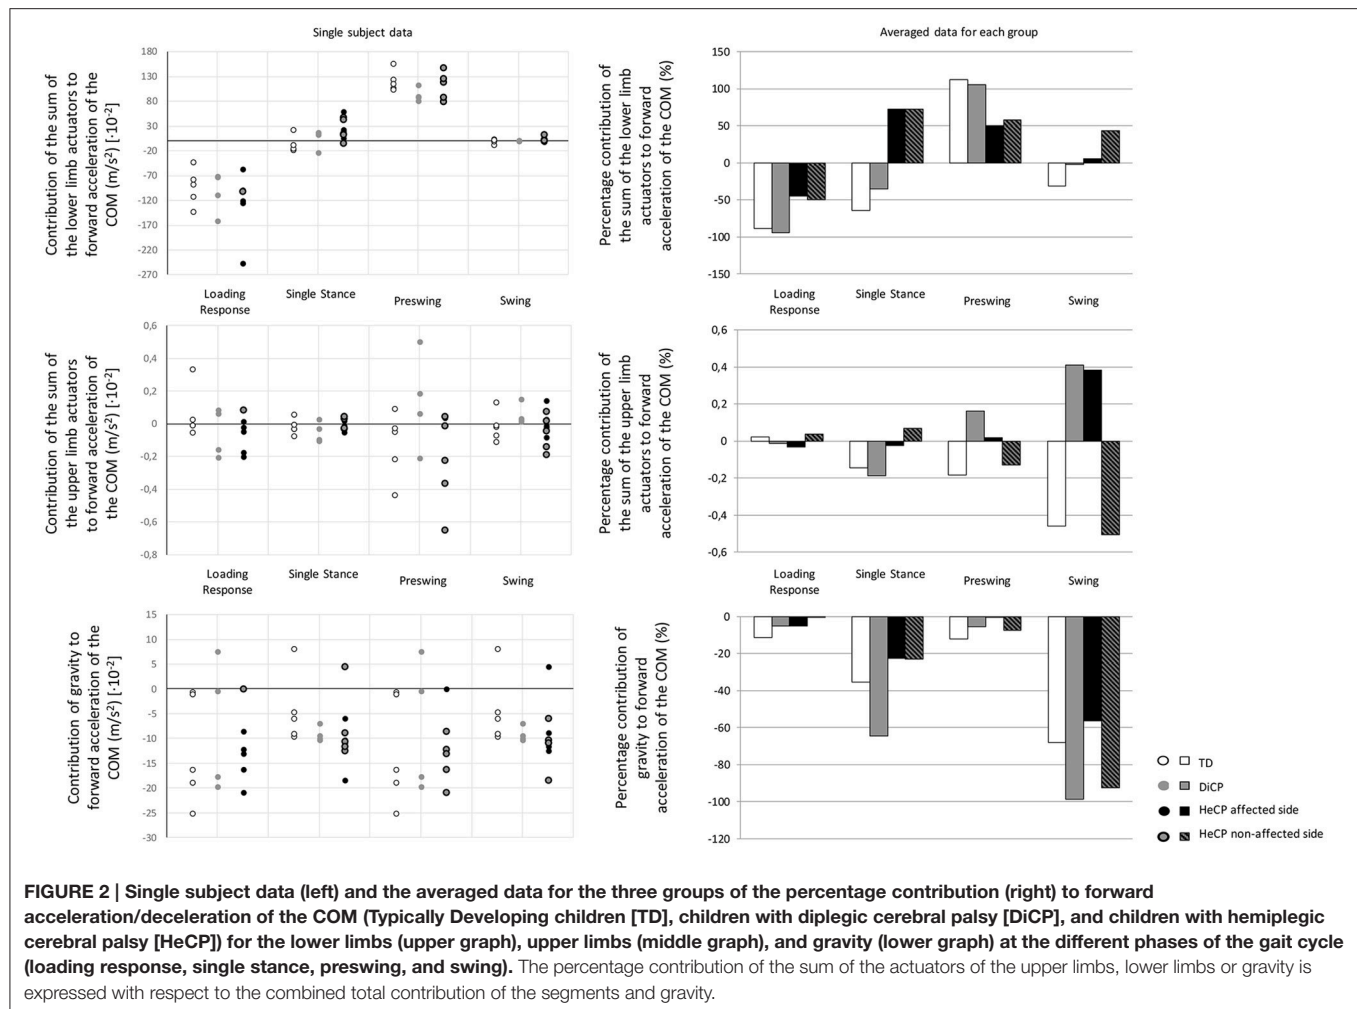 Single subject data
Contribution of the sum of
the lower limb actuators to
forward acceleration of the
COM (m/s²) [·10⁻²]
180
130
80
30
-20
-70
-120
-170
-220
-270
Loading
Response
Single Stance
Preswing
Swing
Averaged data for each group
Percentage contribution of
the sum of the lower limb
actuators to forward
acceleration of the COM (%)
150
100
50
0
-50
-100
-150
Loading
Response
Single Stance
Preswing
Swing
Contribution of the sum of
the upper limb actuators
to forward acceleration of
the COM (m/s²) [·10⁻²]
0,6
0,4
0,2
0
-0,2
0,4
-0,6
-0,8
Loading
Response
Single Stance
Preswing
Swing
Percentage contribution of
the sum of the upper limb
actuators to forward
acceleration of the COM (%)
0,6
0,4
0,2
0
-0,2
-0,4
-0,6
Loading
Response
Single Stance
Preswing
Swing
Contribution of gravity to
forward acceleration of the
COM (m/s²) [·10⁻²]
15
10
5
0
-5
-10
-15
-20
-25
-30
Percentage contribution of
gravity to forward
acceleration of the COM (%)
0
-20
-40
-60
-80
-100
-120
TD
DiCP
HeCP affected side
HeCP non-affected side
FIGURE 2 | Single subject data (left) and the averaged data for the three groups of the percentage contribution (right) to forward
acceleration/deceleration of the COM (Typically Developing children [TD], children with diplegic cerebral palsy [DiCP], and children with hemiplegic
cerebral palsy [HeCP]) for the lower limbs (upper graph), upper limbs (middle graph), and gravity (lower graph) at the different phases of the gait cycle
(loading response, single stance, preswing, and swing). The percentage contribution of the sum of the actuators of the upper limbs, lower limbs or gravity is
expressed with respect to the combined total contribution of the segments and gravity.